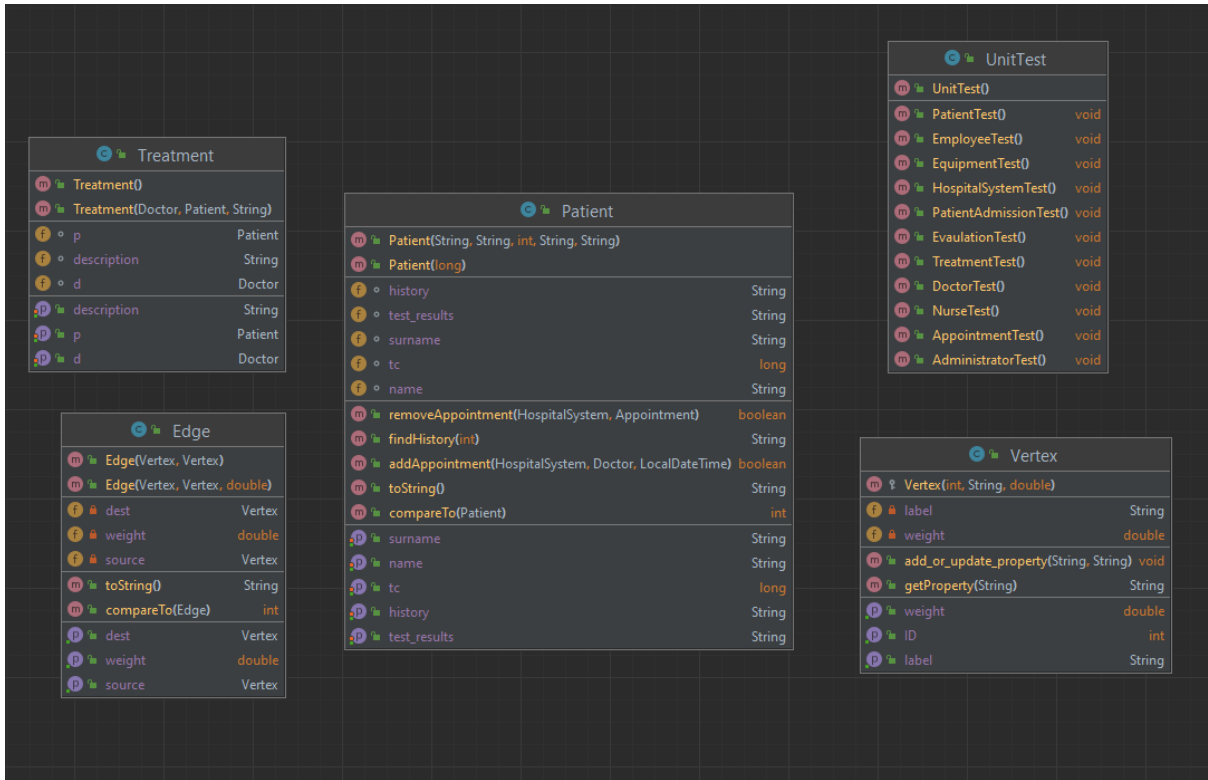 Treatment
Treatment()
Treatment(Doctor, Patient, String)
p Patient
description String
d Doctor
description String
p Patient
d Doctor
Edge
Edge(Vertex, Vertex)
Edge(Vertex, Vertex, double)
dest Vertex
weight double
source Vertex
toString() String
compareTo(Edge) int
dest Vertex
weight double
source Vertex
Patient
Patient(String, String, int, String, String)
Patient(long)
history String
test_results String
surname String
tc long
name String
removeAppointment(HospitalSystem, Appointment) boolean
findHistory(int) String
addAppointment(HospitalSystem, Doctor, LocalDateTime) boolean
toString() String
compareTo(Patient) int
surname String
name String
tc long
history String
test_results String
UnitTest
UnitTest()
PatientTest() void
EmployeeTest() void
EquipmentTest() void
HospitalSystemTest() void
PatientAdmissionTest() void
EvaulationTest() void
TreatmentTest() void
DoctorTest() void
NurseTest() void
AppointmentTest() void
AdministratorTest() void
Vertex
Vertex(int, String, double)
label String
weight double
add_or_update_property(String, String) void
getProperty(String) String
weight double
ID int
label String